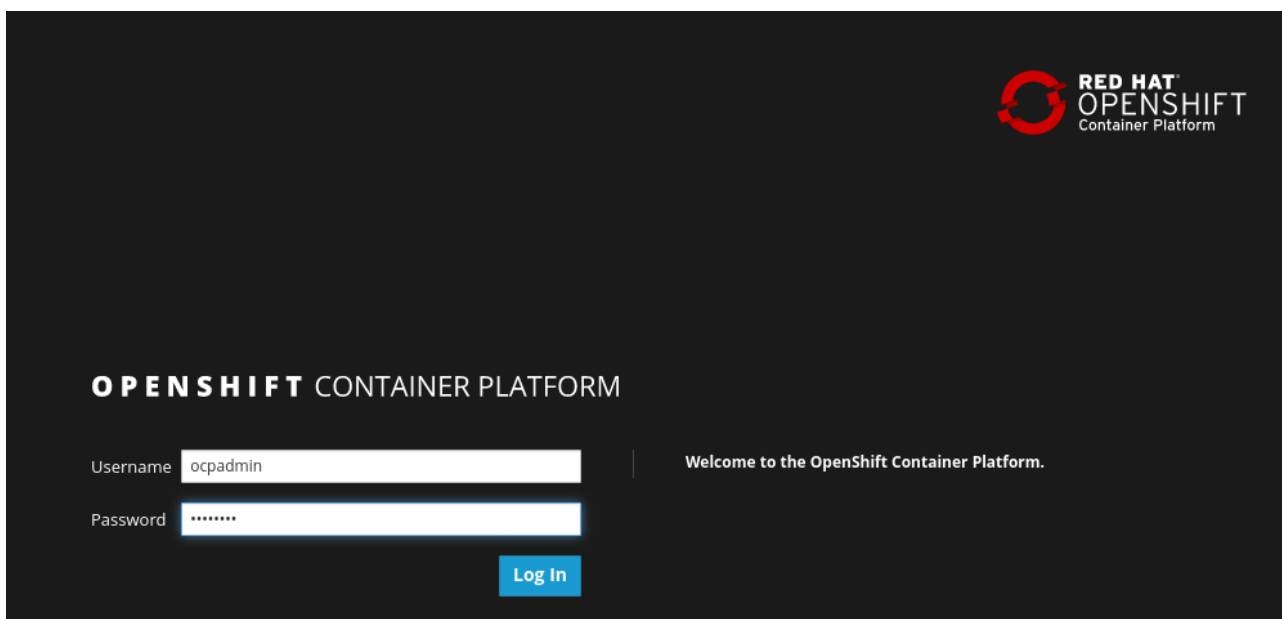 RED HAT®
OPENSHIFT
Container Platform
OPENSHIFT CONTAINER PLATFORM
Username ocpadmin
Welcome to the OpenShift Container Platform.
Password ••••••••
Log In